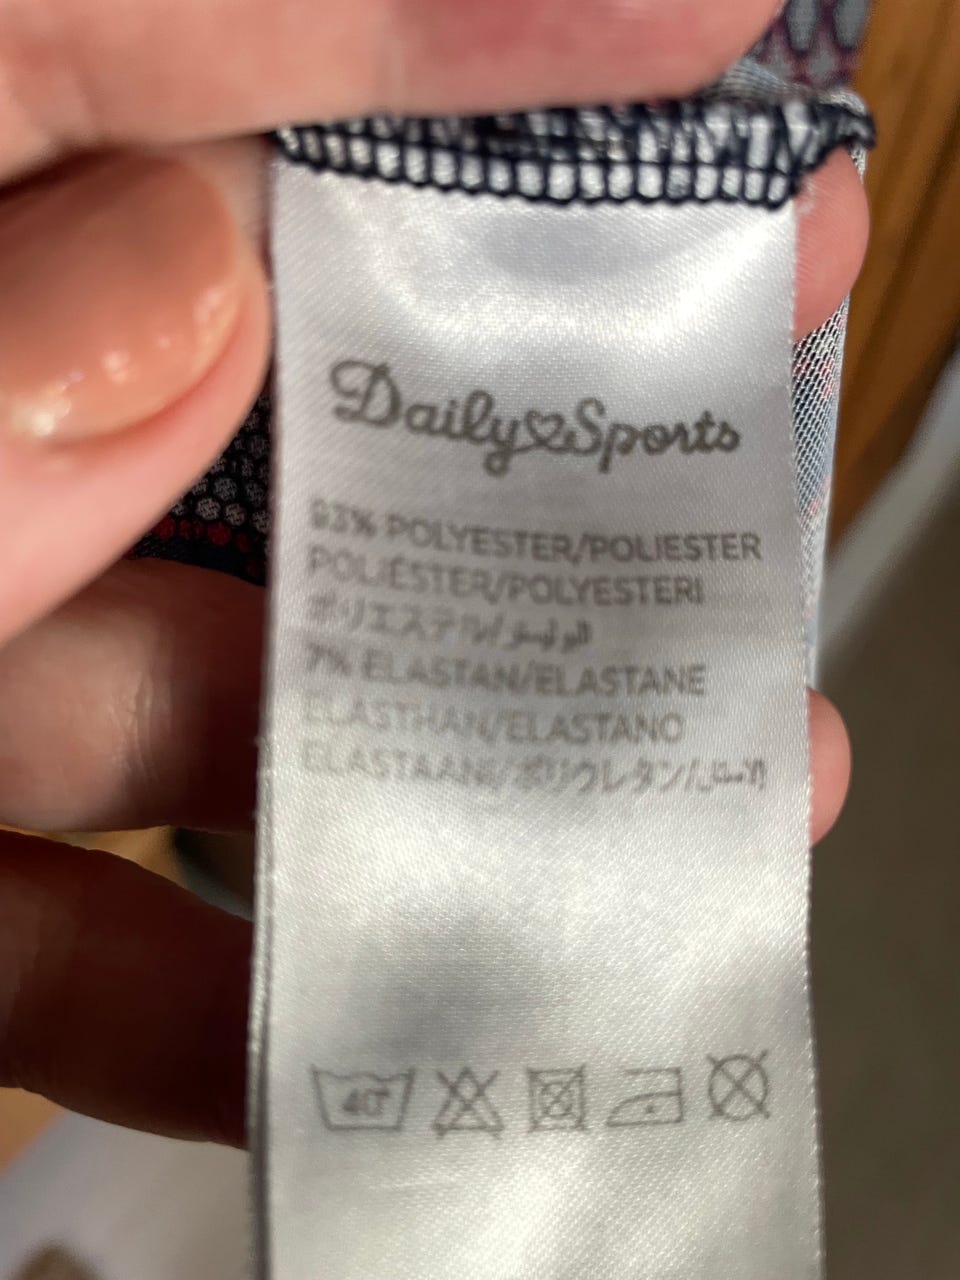 Daily Sports
93% POLYESTER/POLIESTER
POLIÉSTER/POLYESTERI
ポリエステル/
7% ELASTAN/ELASTANE
ELASTHAN/ELASTANO
ELASTAANI/ポリウレタン/
40°